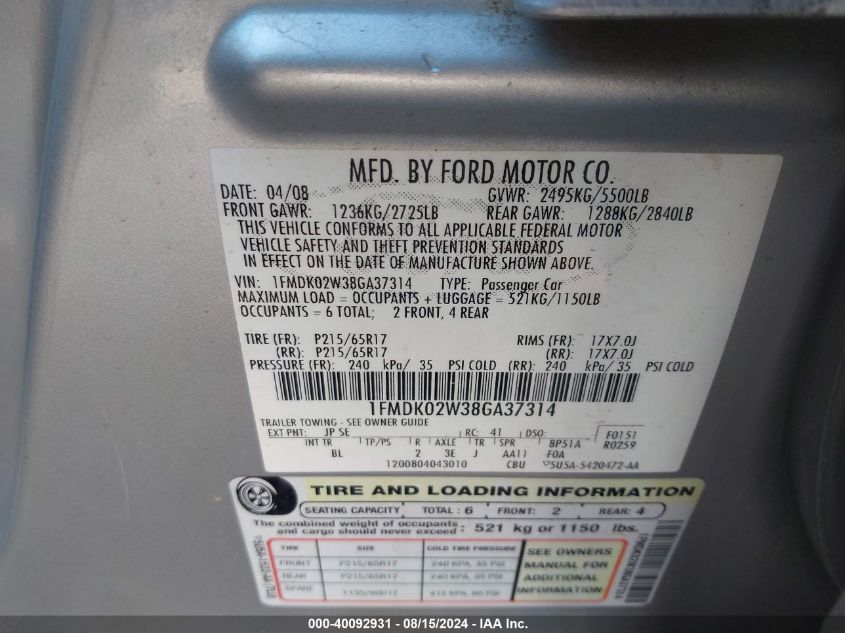 MFD. BY FORD MOTOR CO.
DATE: 04/08 GVWR: 2495KG/5500LB
FRONT GAWR: 1236KG/2725LB REAR GAWR: 1288KG/2840LB
THIS VEHICLE CONFORMS TO ALL APPLICABLE FEDERAL MOTOR
VEHICLE SAFETY AND THEFT PREVENTION STANDARDS
IN EFFECT ON THE DATE OF MANUFACTURE SHOWN ABOVE.
VIN: 1FMDK02W38GA37314 TYPE: Passenger Car
MAXIMUM LOAD = OCCUPANTS + LUGGAGE = 521KG/1150LB
OCCUPANTS = 6 TOTAL; 2 FRONT, 4 REAR
TIRE (FR): P215/65R17 RIMS (FR): 17X7.0J
(RR): P215/65R17 (RR): 17X7.0J
PRESSURE (FR): 240 kPa/ 35 PSI COLD (RR): 240 kPa/ 35 PSI COLD
1FMDK02W38GA37314
TRAILER TOWING - SEE OWNER GUIDE
EXT PNT: JP SE RC: 41 DSO: F0151
INT TR TP/PS R AXLE TR SPR 8P51A R0259
BL 2 3E J AA11 F0A
1200804043010 CBU ▽5U5A-5420472-AA
TIRE AND LOADING INFORMATION
SEATING CAPACITY TOTAL : 6 FRONT: 2 REAR: 4
The combined weight of occupants and cargo should never exceed : 521 kg or 1150 lbs.
TIRE SIZE COLD TIRE PRESSURE SEE OWNERS
FRONT P215/65R17 240 KPA, 35 PSI MANUAL FOR
REAR P215/65R17 240 KPA, 35 PSI ADDITIONAL
SPARE 415 KPA, 60 PSI INFORMATION
1FMDK02W38GA37314
000-40092931 - 08/15/2024 - IAA Inc.